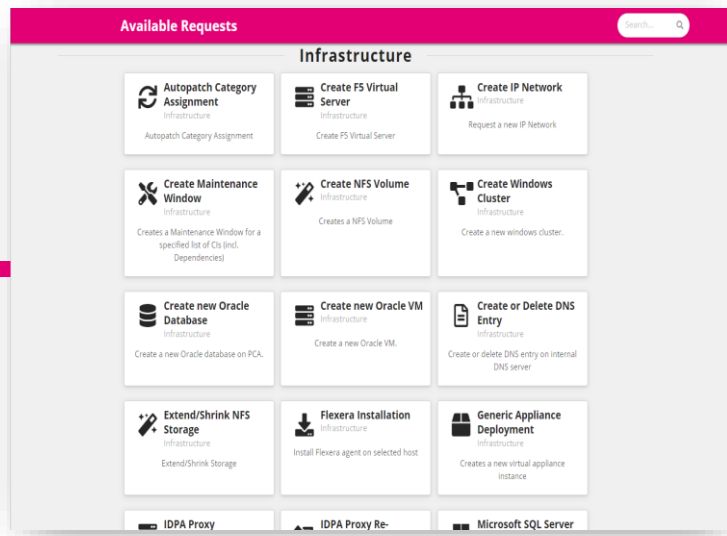 Available Requests
Search...
Infrastructure
Autopatch Category
Assignment
Infrastructure
Autopatch Category Assignment
Create F5 Virtual
Server
Infrastructure
Create F5 Virtual Server
Create IP Network
Infrastructure
Request a new IP Network
Create Maintenance
Window
Infrastructure
Creates a Maintenance Window for a
specified list of CIs (incl.
Dependencies)
Create NFS Volume
Infrastructure
Creates a NFS Volume
Create Windows
Cluster
Infrastructure
Create a new windows cluster.
Create new Oracle
Database
Infrastructure
Create a new Oracle database on PCA.
Create new Oracle VM
Infrastructure
Create a new Oracle VM.
Create or Delete DNS
Entry
Infrastructure
Create or delete DNS entry on internal
DNS server
Extend/Shrink NFS
Storage
Infrastructure
Extend/Shrink Storage
Flexera Installation
Infrastructure
Install Flexera agent on selected host
Generic Appliance
Deployment
Infrastructure
Creates a new virtual appliance
instance
IDPA Proxy
IDPA Proxy Re-
Microsoft SQL Server